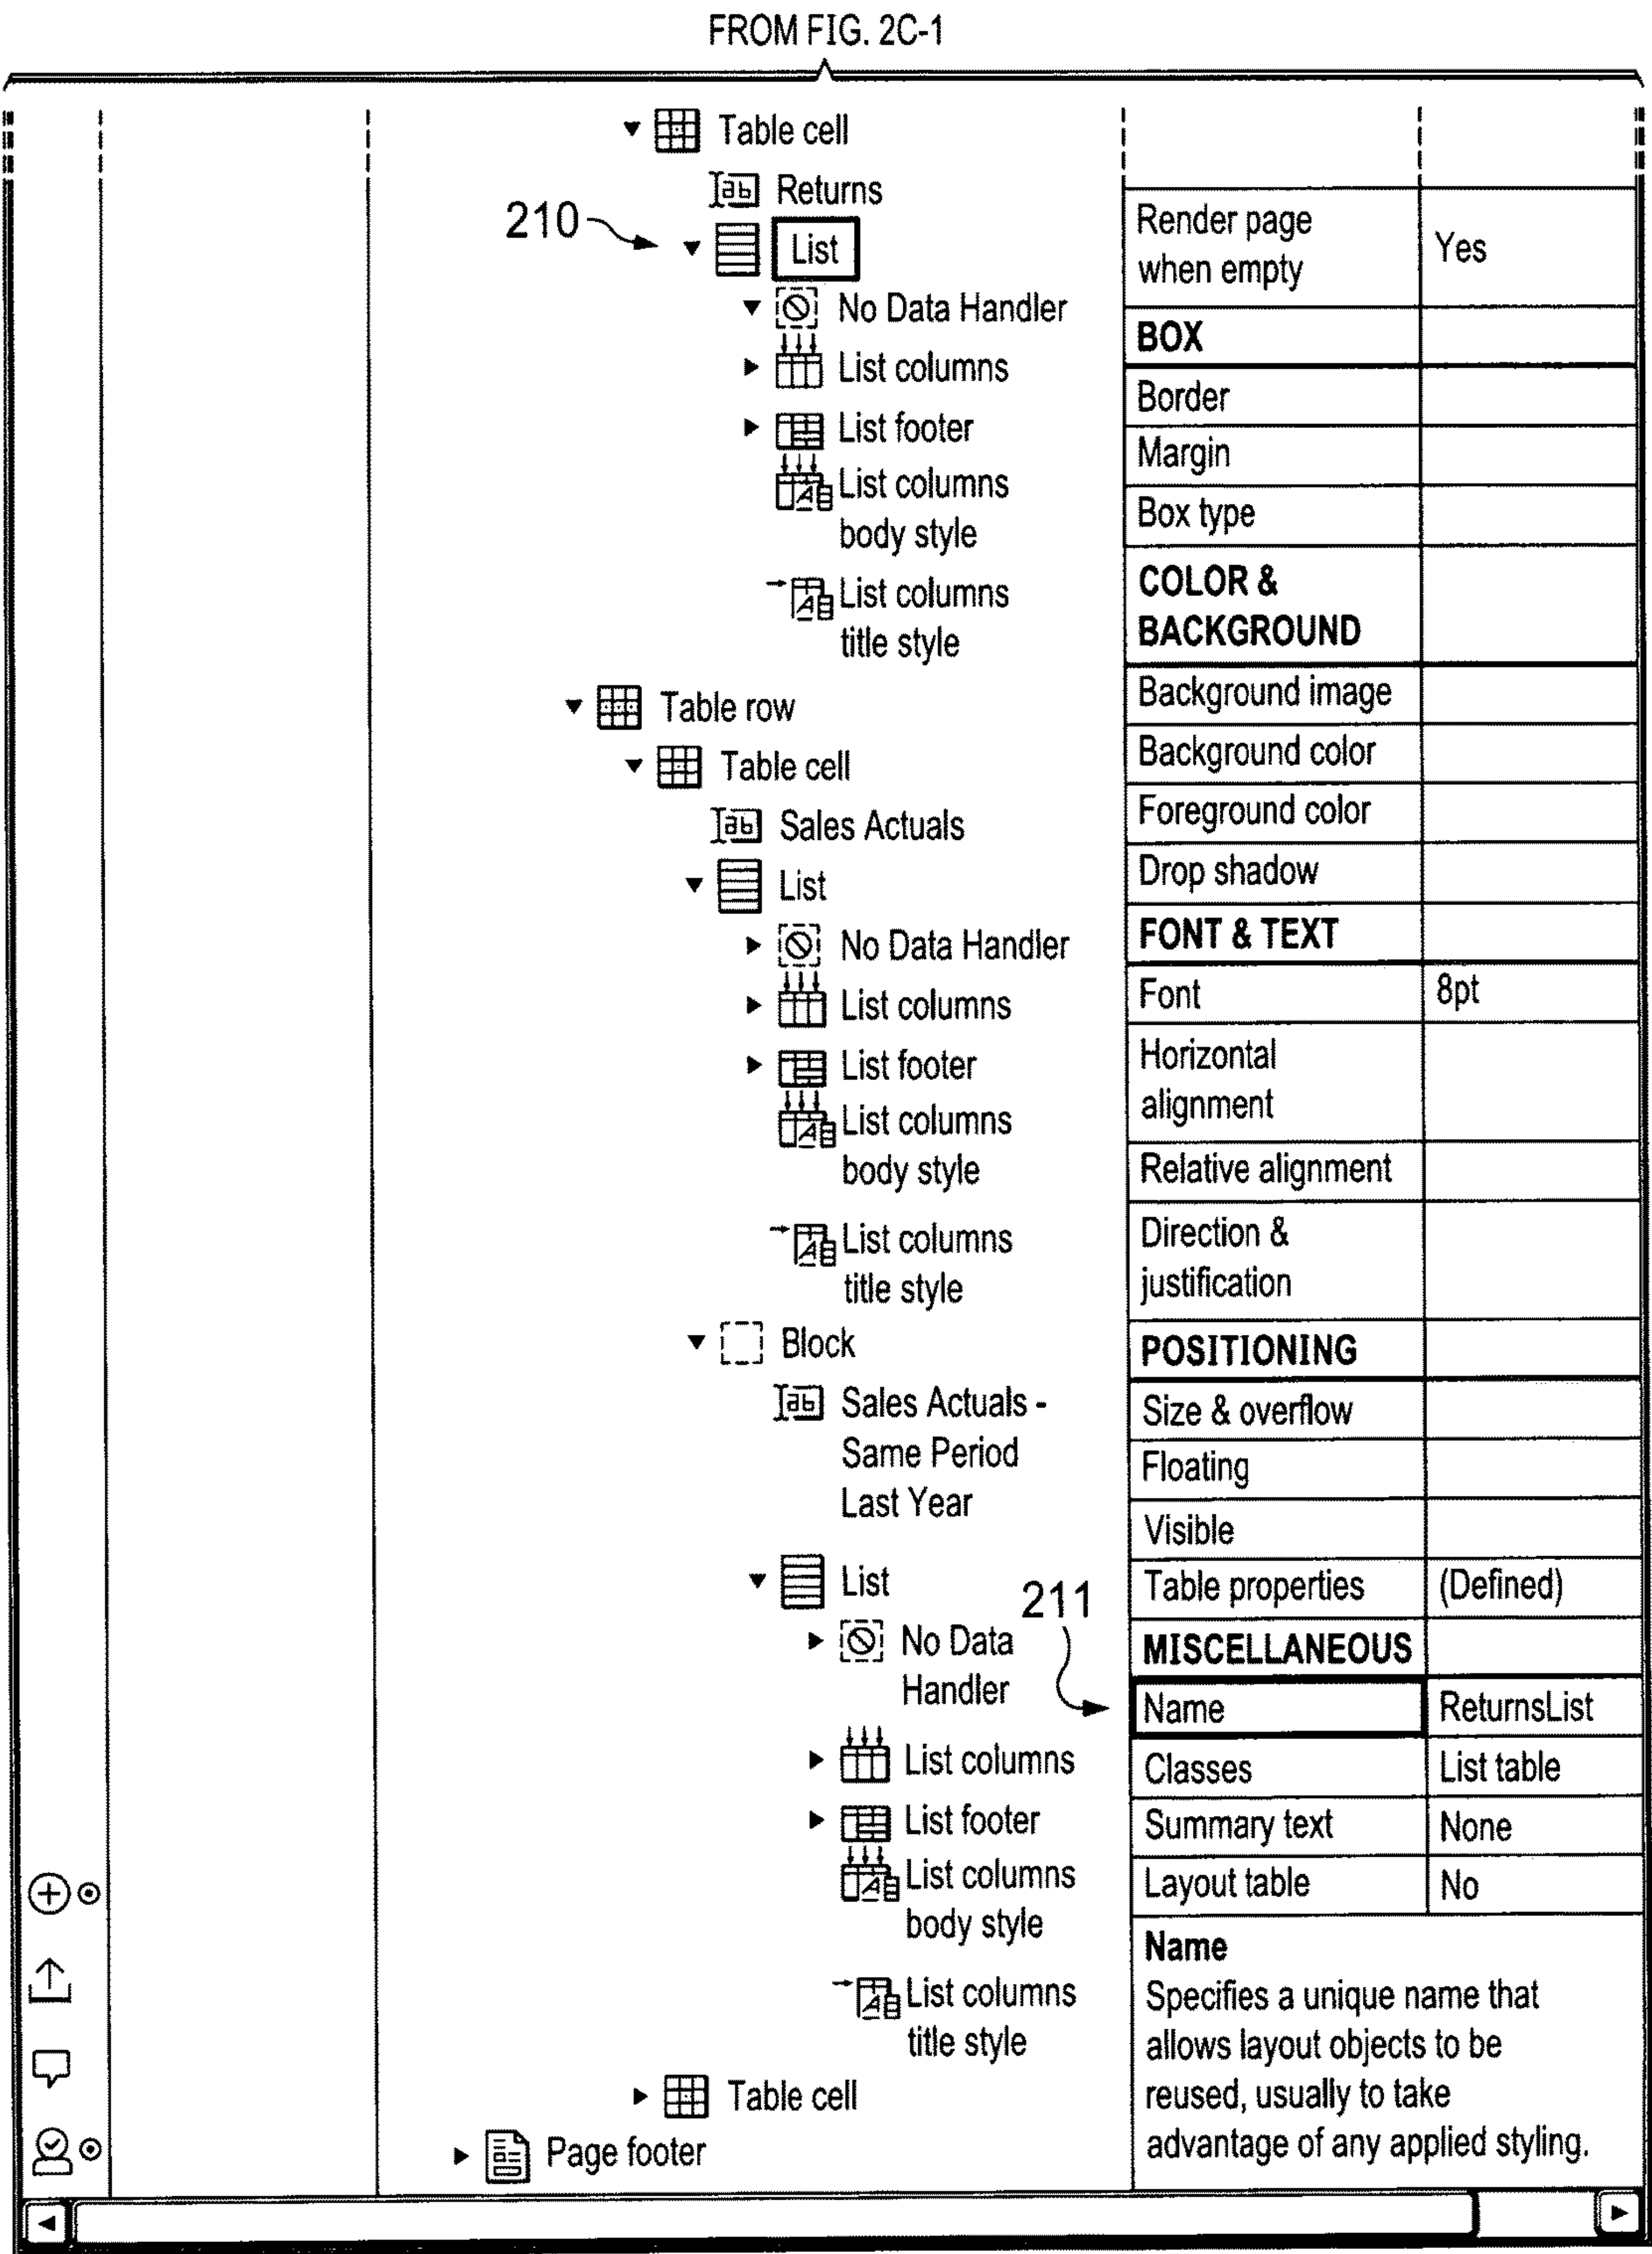 FROM FIG. 2C-1
Table cell
Returns
210
List
No Data Handler
List columns
List footer
List columns
body style
List columns
title style
Table row
Table cell
Sales Actuals
List
No Data Handler
List columns
List footer
List columns
body style
List columns
title style
Block
Sales Actuals -
Same Period
Last Year
List
No Data
Handler
List columns
List footer
List columns
body style
List columns
title style
Table cell
Page footer
Render page
when empty
Yes
BOX
Border
Margin
Box type
COLOR &
BACKGROUND
Background image
Background color
Foreground color
Drop shadow
FONT & TEXT
Font
8pt
Horizontal
alignment
Relative alignment
Direction &
justification
POSITIONING
Size & overflow
Floating
Visible
Table properties
(Defined)
MISCELLANEOUS
211
Name
ReturnsList
Classes
List table
Summary text
None
Layout table
No
Name
Specifies a unique name that
allows layout objects to be
reused, usually to take
advantage of any applied styling.